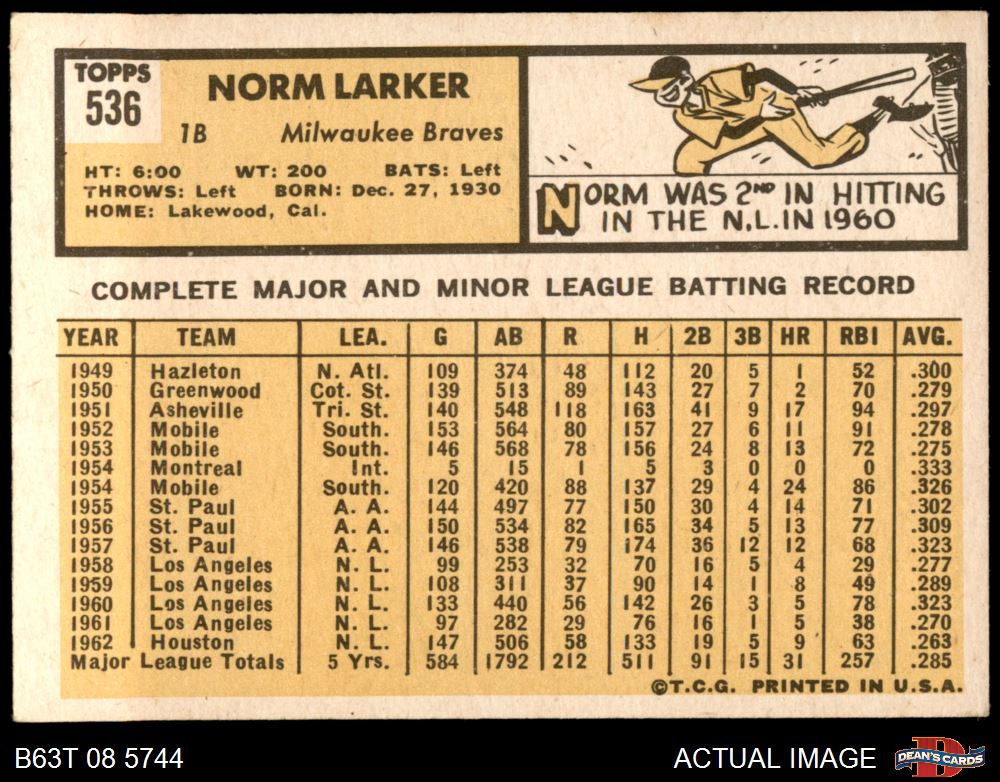 TOPPS
536
NORM LARKER
1B Milwaukee Braves
HT: 6:00 WT: 200 BATS: Left
THROWS: Left BORN: Dec. 27, 1930
HOME: Lakewood, Cal.
NORM WAS 2ND IN HITTING
IN THE N.L. IN 1960
COMPLETE MAJOR AND MINOR LEAGUE BATTING RECORD
YEAR TEAM LEA. G AB R H 2B 3B HR RBI AVG.
1949 Hazleton N. Atl. 109 374 48 112 20 5 1 52 .300
1950 Greenwood Cot. St. 139 513 89 143 27 7 2 70 .279
1951 Asheville Tri. St. 140 548 118 163 41 9 17 94 .297
1952 Mobile South. 153 564 80 157 27 6 11 91 .278
1953 Mobile South. 146 568 78 156 24 8 13 72 .275
1954 Montreal Int. 5 15 1 5 3 0 0 0 .333
1954 Mobile South. 120 420 88 137 29 4 24 86 .326
1955 St. Paul A. A. 144 497 77 150 30 4 14 71 .302
1956 St. Paul A. A. 150 534 82 165 34 5 13 77 .309
1957 St. Paul A. A. 146 538 79 174 36 12 12 68 .323
1958 Los Angeles N. L. 99 253 32 70 16 5 4 29 .277
1959 Los Angeles N. L. 108 311 37 90 14 1 8 49 .289
1960 Los Angeles N. L. 133 440 56 142 26 3 5 78 .323
1961 Los Angeles N. L. 97 282 29 76 16 1 5 38 .270
1962 Houston N. L. 147 506 58 133 19 5 9 63 .263
Major League Totals 5 Yrs. 584 1792 212 511 91 15 31 257 .285
©T.C.G. PRINTED IN U.S.A.
B63T 08 5744 ACTUAL IMAGE DEAN'S CARDS